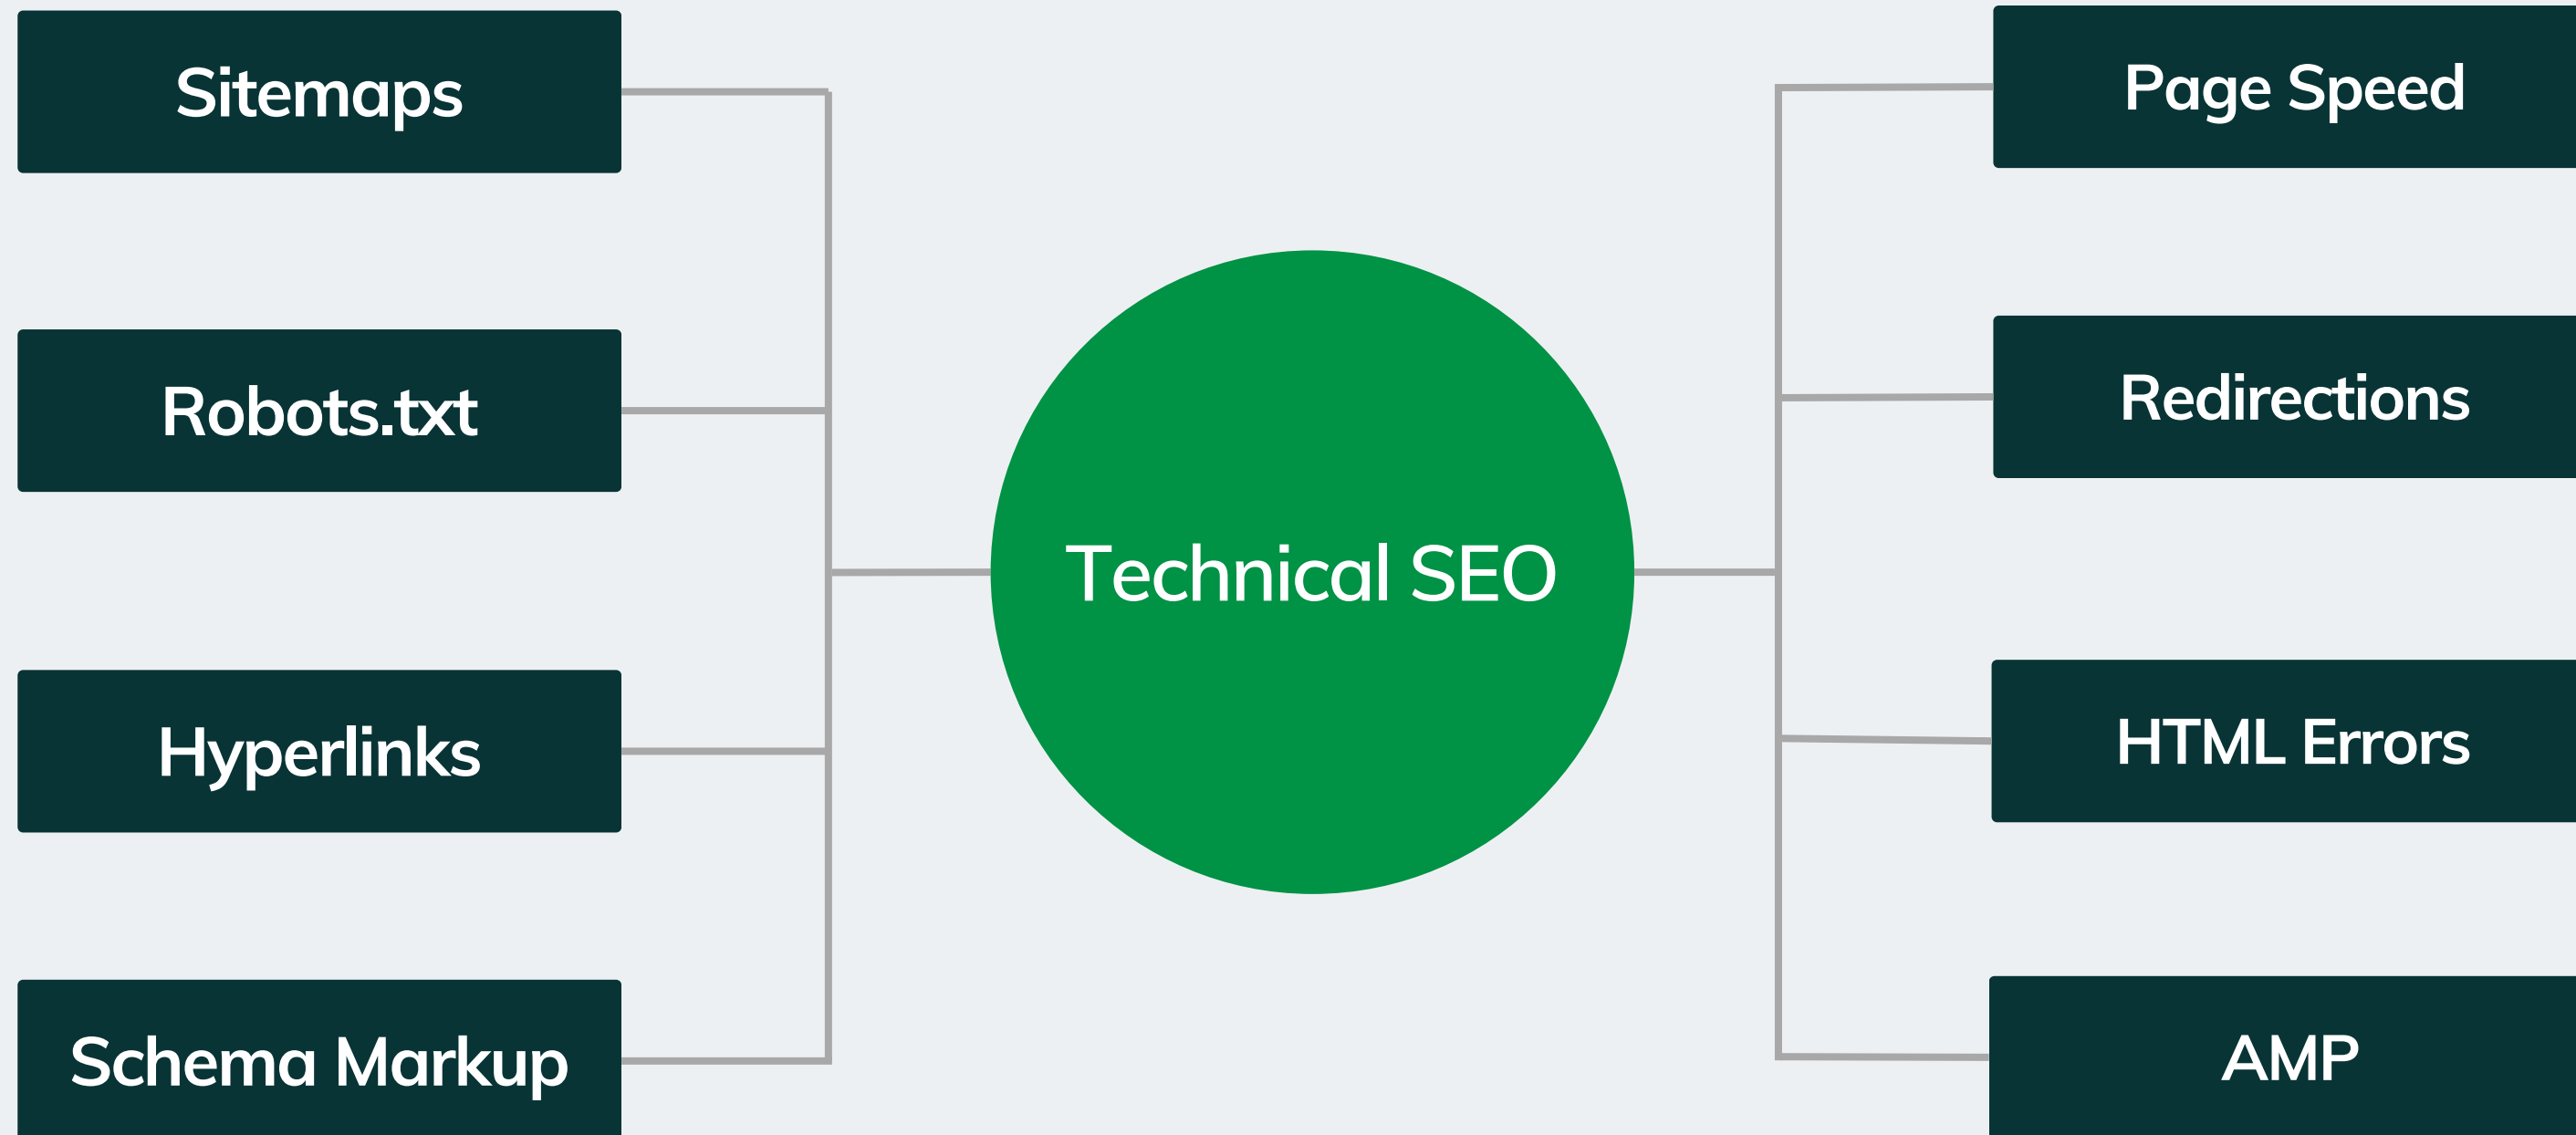 Sitemaps
Robots.txt
Hyperlinks
Schema Markup
Technical SEO
Page Speed
Redirections
HTML Errors
AMP